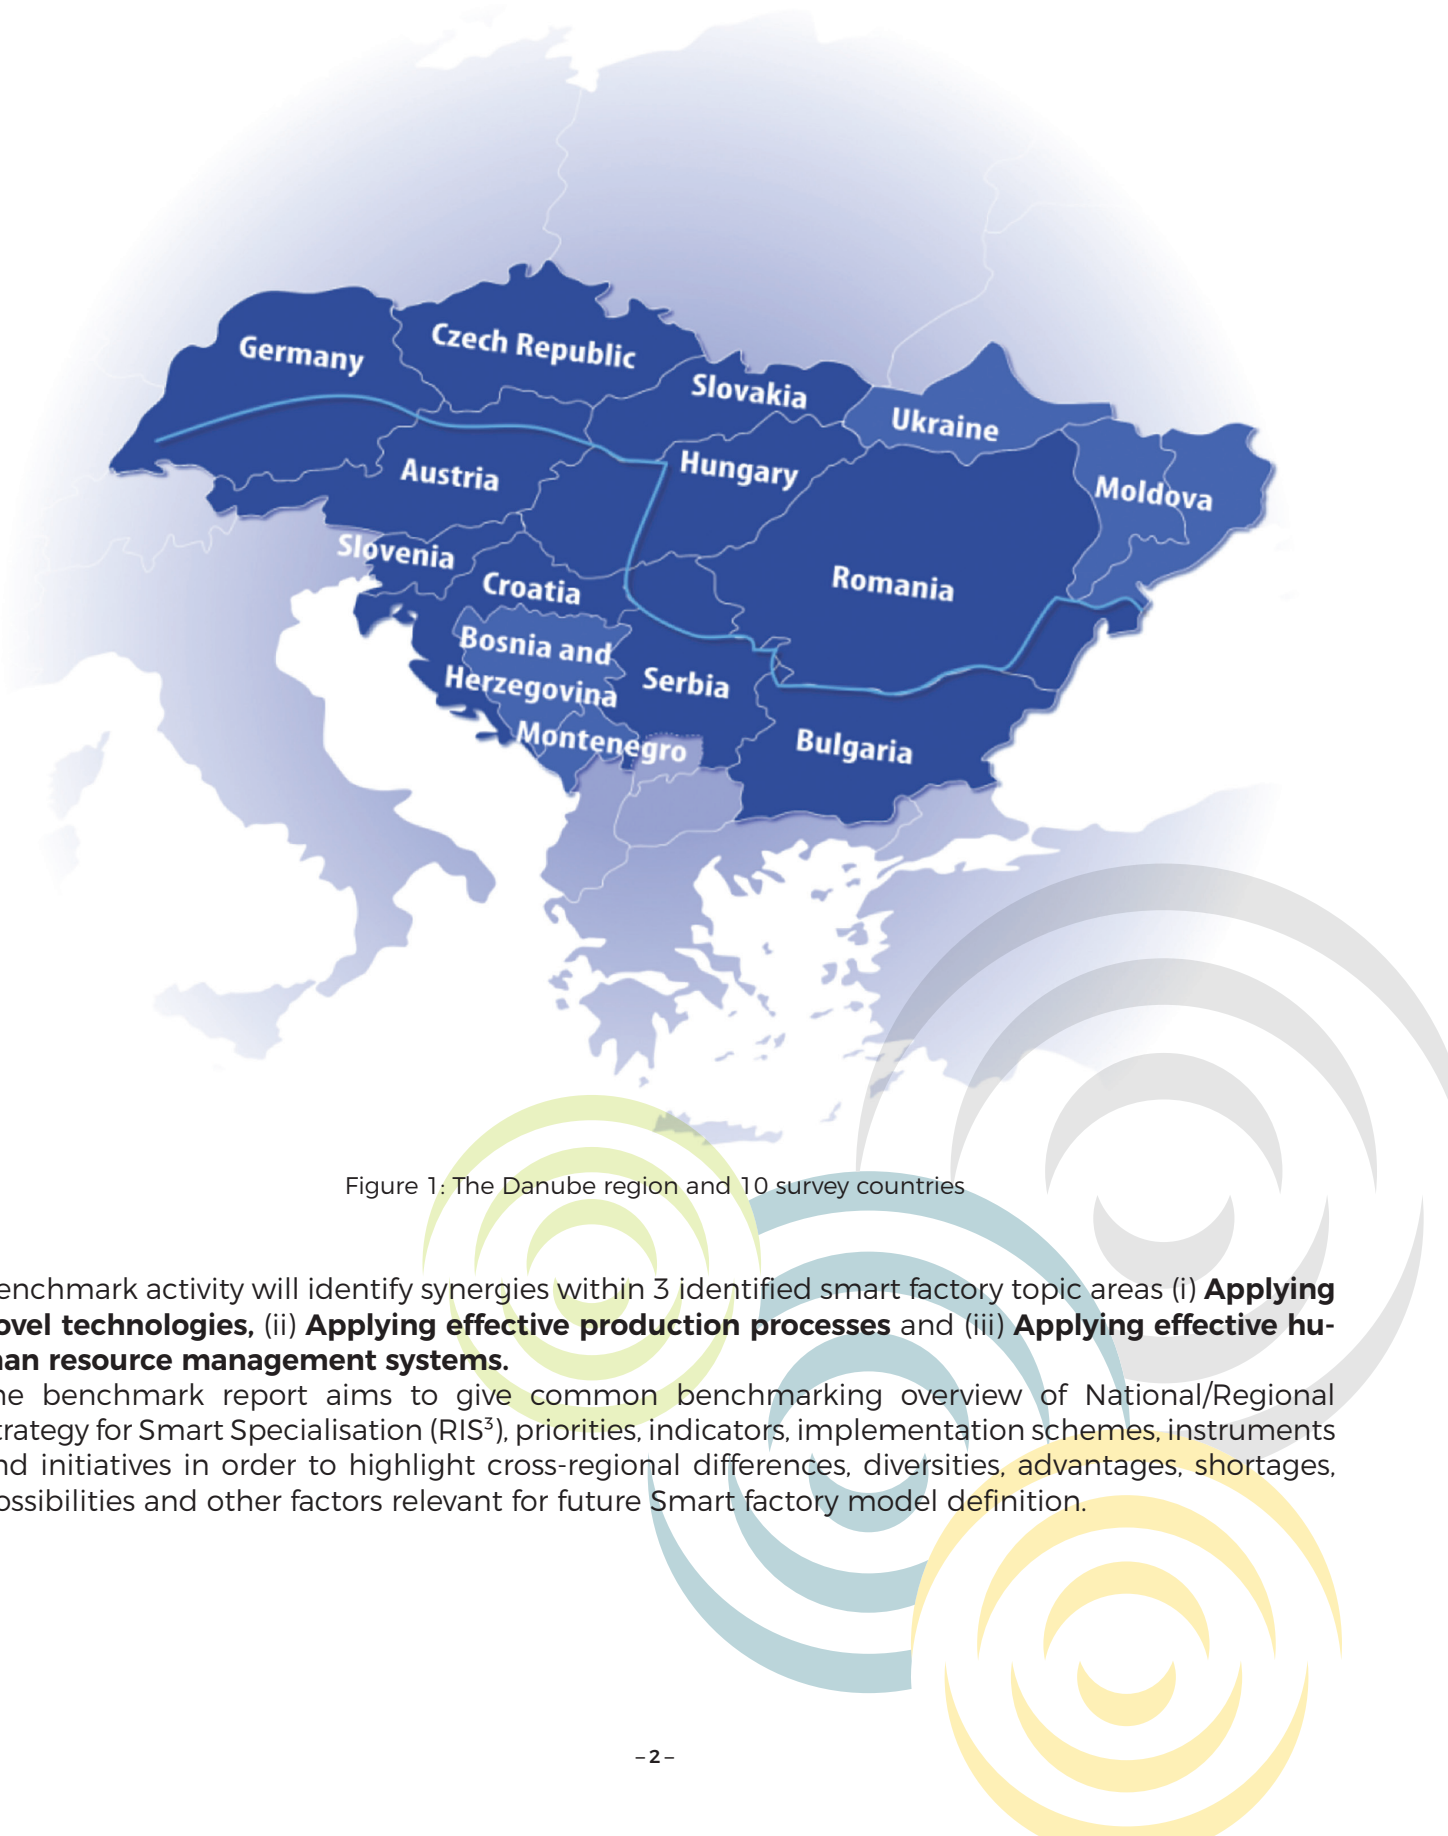 Germany
Czech Republic
Slovakia
Ukraine
Austria
Hungary
Moldova
Slovenia
Croatia
Romania
Bosnia and
Herzegovina
Serbia
Montenegro
Bulgaria
Figure 1: The Danube region and 10 survey countries
enchmark activity will identify synergies within 3 identified smart factory topic areas (i) Applying
ovel technologies, (ii) Applying effective production processes and (iii) Applying effective hu-
an resource management systems.
he benchmark report aims to give common benchmarking overview of National/Regional
trategy for Smart Specialisation (RIS³), priorities, indicators, implementation schemes, instruments
nd initiatives in order to highlight cross-regional differences, diversities, advantages, shortages,
ossibilities and other factors relevant for future Smart factory model definition.
– 2 –